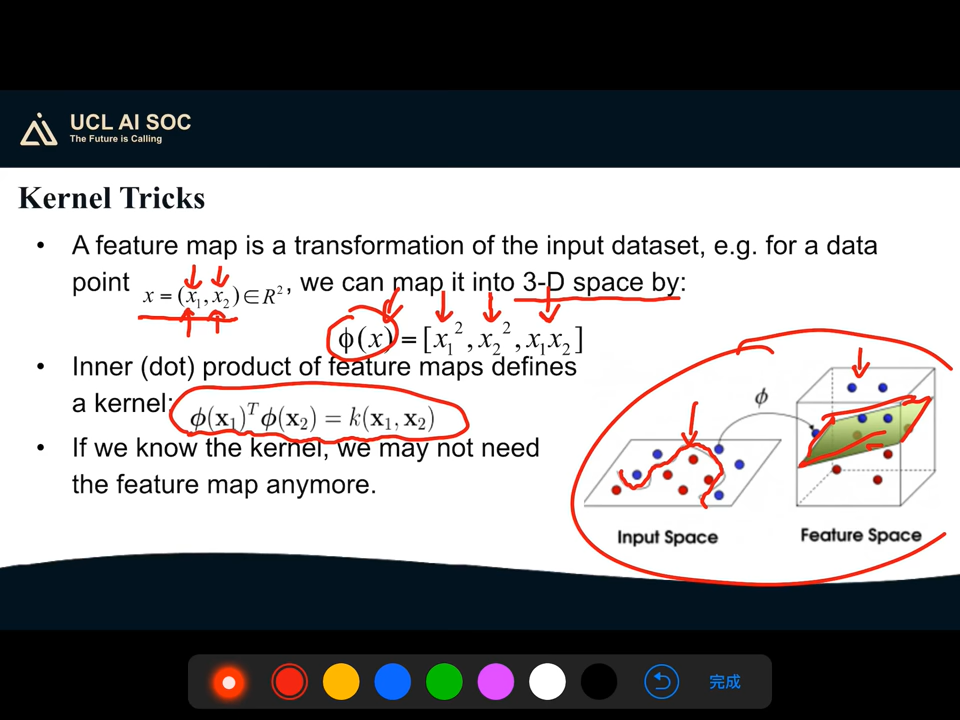 UCL AI SOC
The Future is Calling
Kernel Tricks
• A feature map is a transformation of the input dataset, e.g. for a data
point x = (x₁, x₂) ∈ R², we can map it into 3-D space by:
ϕ(x) = [x₁², x₂², x₁x₂]
• Inner (dot) product of feature maps defines
a kernel: ϕ(x₁)ᵀϕ(x₂) = k(x₁, x₂)
• If we know the kernel, we may not need
the feature map anymore.
ϕ
Input Space
Feature Space
完成